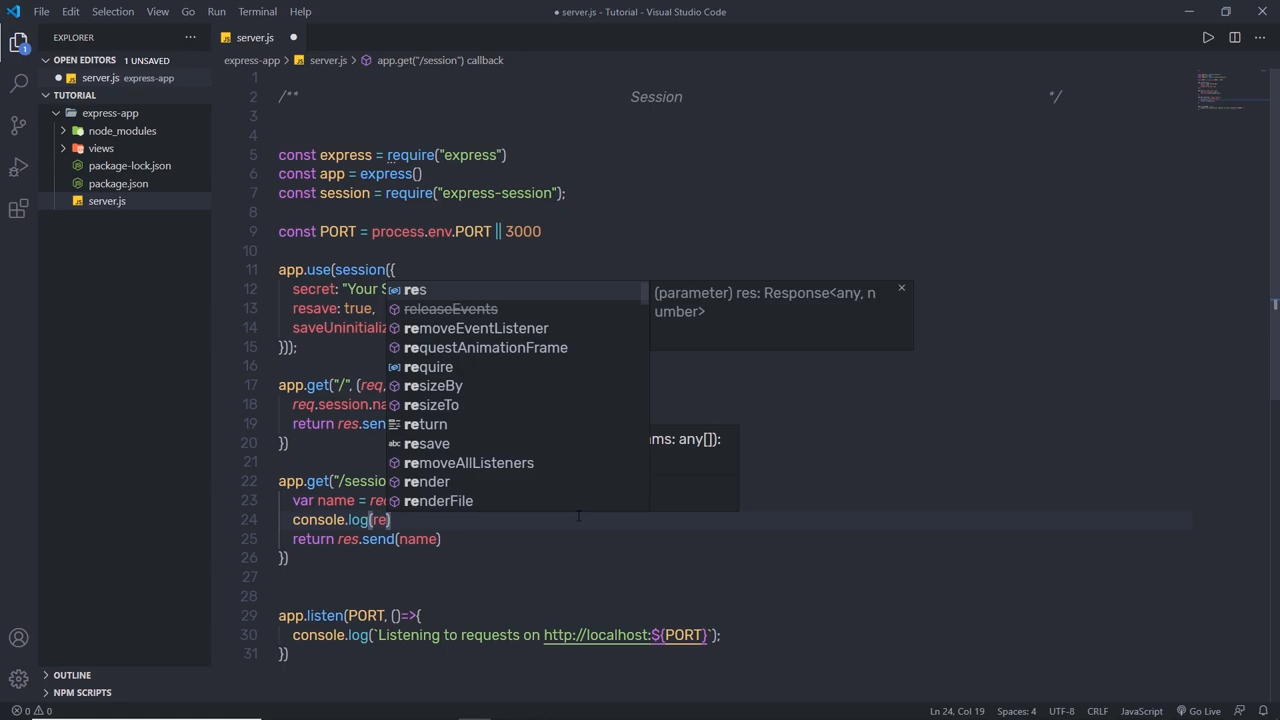 File Edit Selection View Go Run Terminal Help
● server.js - Tutorial - Visual Studio Code
EXPLORER
OPEN EDITORS 1 UNSAVED
server.js express-app
TUTORIAL
express-app
node_modules
views
package-lock.json
package.json
server.js
OUTLINE
NPM SCRIPTS
1
server.js
express-app > server.js > app.get("/session") callback
1
2 /** Session */
3
4
5 const express = require("express")
6 const app = express()
7 const session = require("express-session");
8
9 const PORT = process.env.PORT || 3000
10
11 app.use(session({
12 secret: "Your S
13 resave: true,
14 saveUninitializ
15 }));
16
17 app.get("/", (req,
18 req.session.na
19 return res.send
20 })
21
22 app.get("/sessio
23 var name = req
24 console.log(re)
25 return res.send(name)
26 })
27
28
29 app.listen(PORT, ()=>{
30 console.log(`Listening to requests on http://localhost:${PORT}`);
31 })
res
releaseEvents
removeEventListener
requestAnimationFrame
require
resizeBy
resizeTo
return
resave
removeAllListeners
render
renderFile
(parameter) res: Response<any, n
umber>
ms: any[]):
0 0
Ln 24, Col 19 Spaces: 4 UTF-8 CRLF JavaScript Go Live